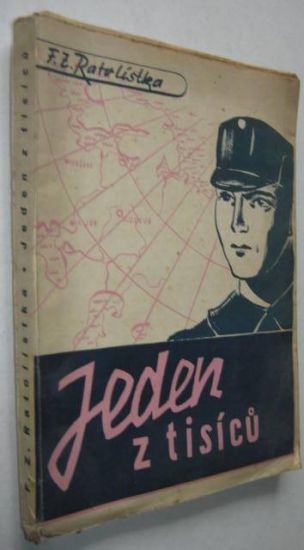 F. Z. Ratolístka
Jeden
z tisíců
F. Z. Ratolístka • Jeden z tisíců